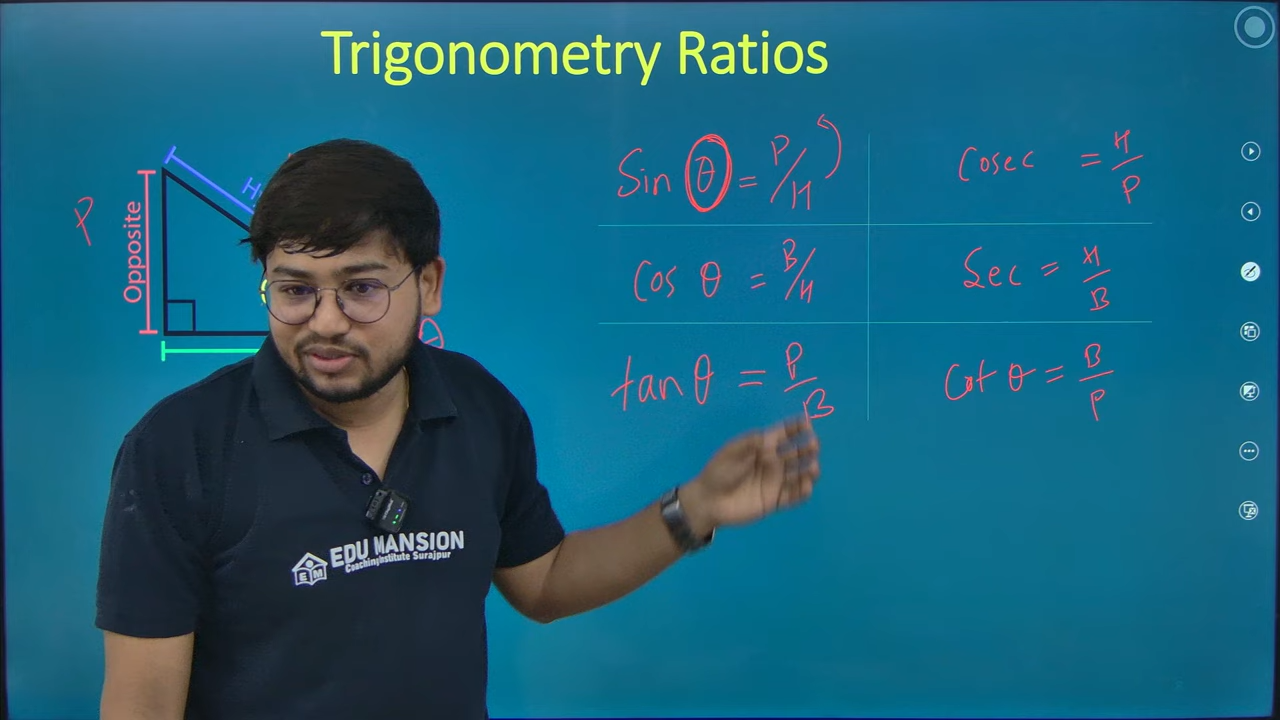 Trigonometry Ratios
P
Opposite
θ
Sin θ = P/H
Cosec = H/P
Cos θ = B/H
Sec = H/B
tan θ = P/B
Cot θ = B/P
EDU MANSION
Coaching Institute Surajpur
E M